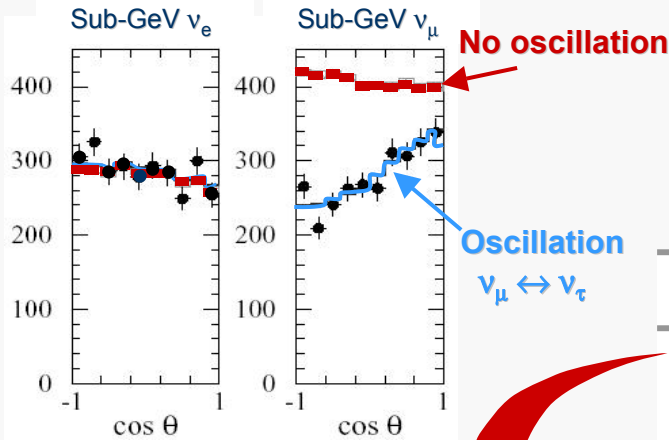 Sub-GeV νe Sub-GeV νμ
No oscillation
400 400
300 300
200 200
Oscillation
νμ ↔ ντ
100 100
0 0
-1 1 -1 1
cos θ cos θ